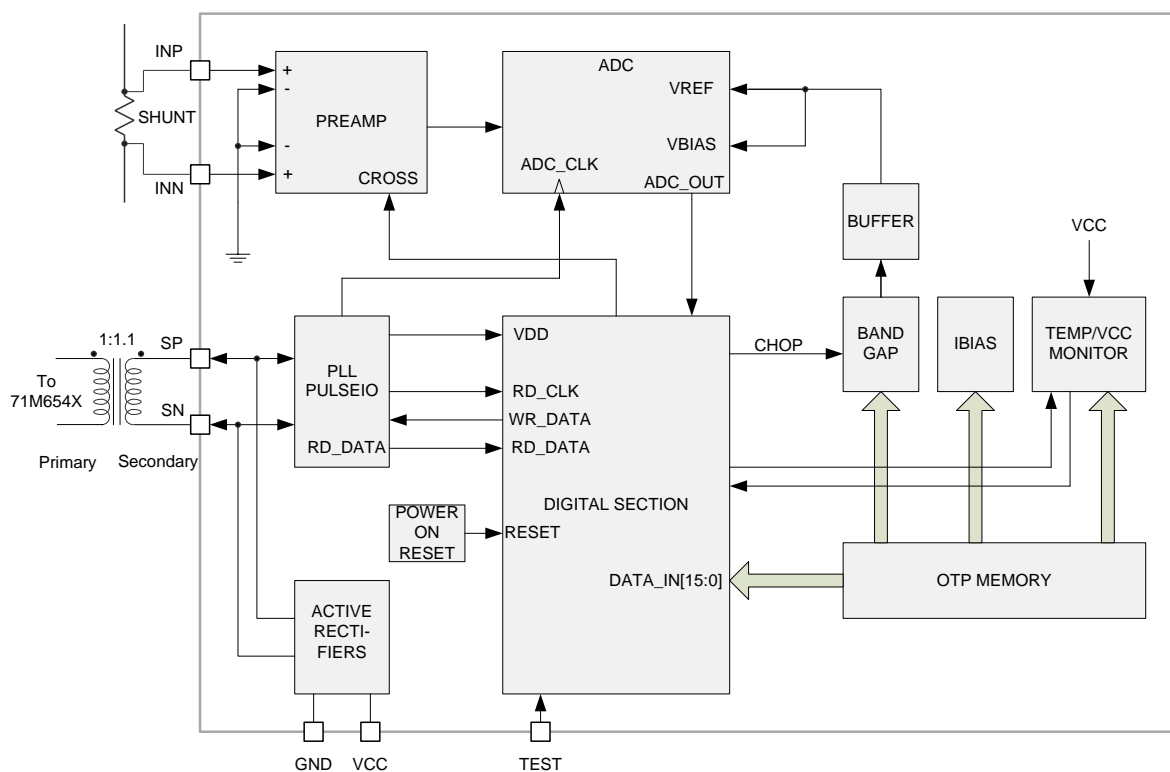 INP
+
-
SHUNT
PREAMP
-
INN
+
CROSS
ADC
VREF
VBIAS
ADC_CLK
ADC_OUT
BUFFER
VCC
1:1.1
SP
To
71M654X
SN
Primary
Secondary
PLL
PULSEIO
RD_DATA
VDD
RD_CLK
WR_DATA
RD_DATA
DIGITAL SECTION
RESET
DATA_IN[15:0]
CHOP
BAND
GAP
IBIAS
TEMP/VCC
MONITOR
POWER
ON
RESET
OTP MEMORY
ACTIVE
RECTI-
FIERS
GND
VCC
TEST